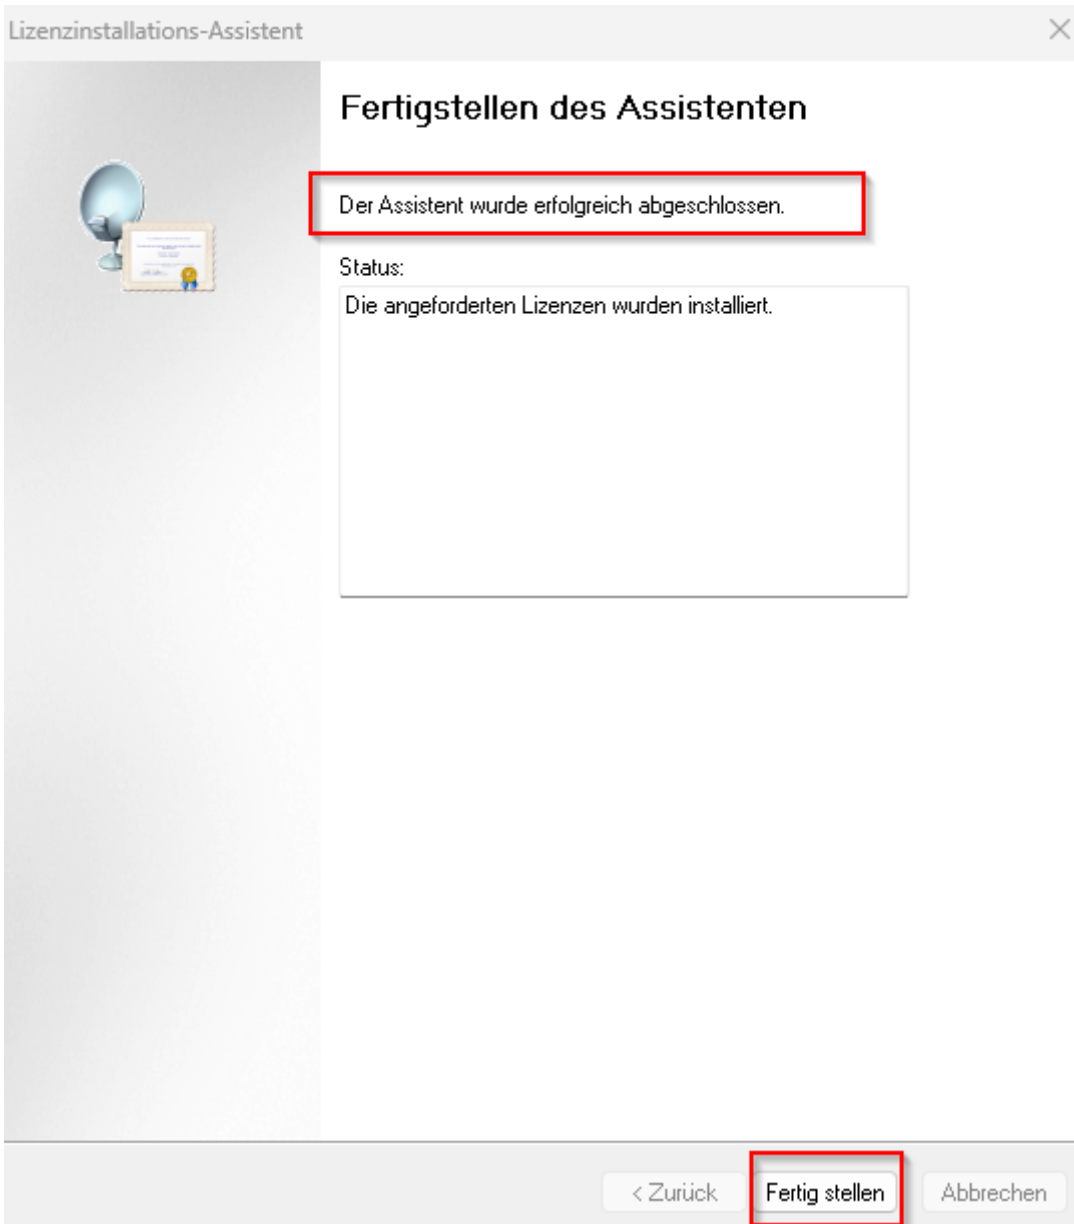 Lizenzinstallations-Assistent
Fertigstellen des Assistenten
Der Assistent wurde erfolgreich abgeschlossen.
Status:
Die angeforderten Lizenzen wurden installiert.
< Zurück
Fertig stellen
Abbrechen